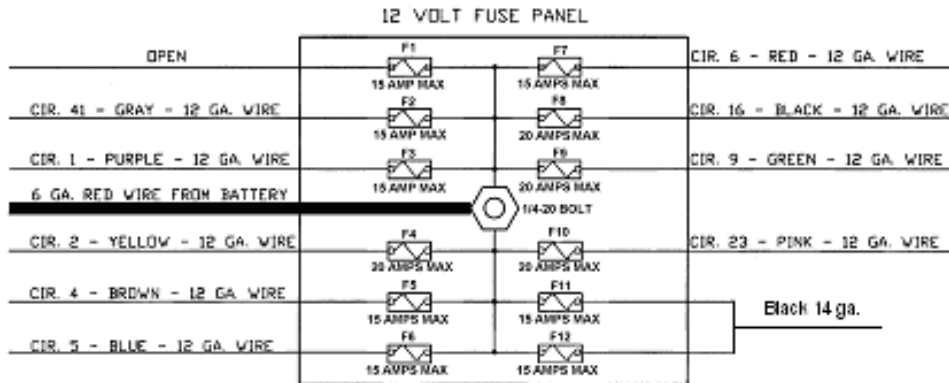 12 VOLT FUSE PANEL
OPEN
F1
15 AMP MAX
F7
15 AMPS MAX
CIR. 6 - RED - 12 GA. WIRE
CIR. 41 - GRAY - 12 GA. WIRE
F2
15 AMP MAX
F8
20 AMPS MAX
CIR. 16 - BLACK - 12 GA. WIRE
CIR. 1 - PURPLE - 12 GA. WIRE
F3
15 AMP MAX
F9
20 AMPS MAX
CIR. 9 - GREEN - 12 GA. WIRE
6 GA. RED WIRE FROM BATTERY
1/4-20 BOLT
CIR. 2 - YELLOW - 12 GA. WIRE
F4
20 AMPS MAX
F10
20 AMPS MAX
CIR. 23 - PINK - 12 GA. WIRE
CIR. 4 - BROWN - 12 GA. WIRE
F5
15 AMPS MAX
F11
15 AMPS MAX
Black 14 ga.
CIR. 5 - BLUE - 12 GA. WIRE
F6
15 AMPS MAX
F12
15 AMPS MAX